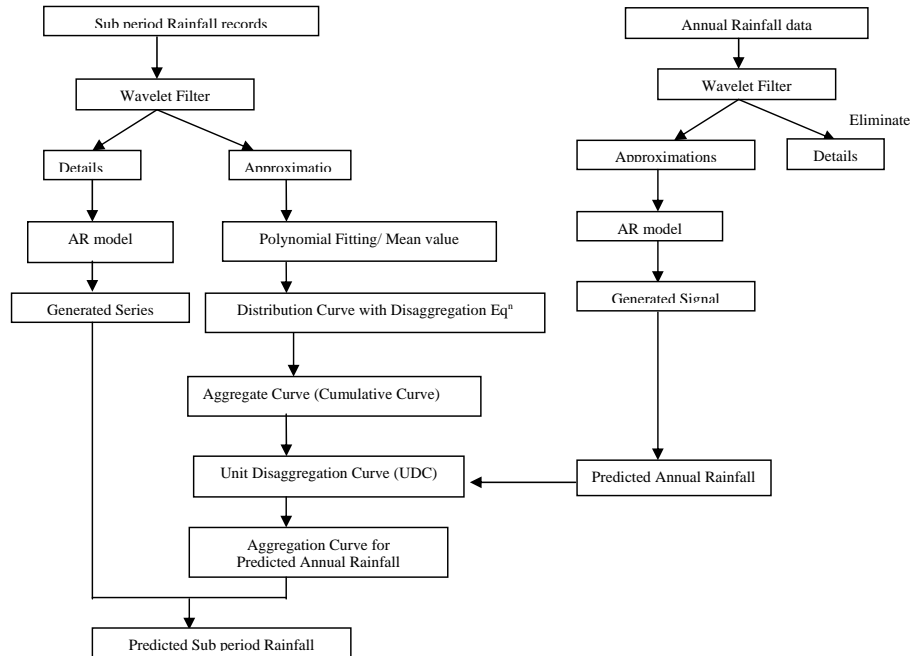 Sub period Rainfall records
Annual Rainfall data
Wavelet Filter
Wavelet Filter
Eliminate
Details
Approximatio
Approximations
Details
AR model
Polynomial Fitting/ Mean value
AR model
Generated Series
Distribution Curve with Disaggregation Eqⁿ
Generated Signal
Aggregate Curve (Cumulative Curve)
Unit Disaggregation Curve (UDC)
Predicted Annual Rainfall
Aggregation Curve for
Predicted Annual Rainfall
Predicted Sub period Rainfall